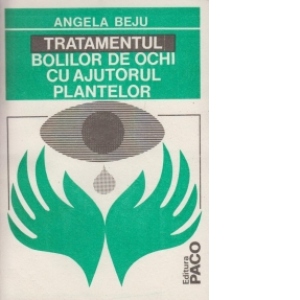 ANGELA BEJU
TRATAMENTUL
BOLILOR DE OCHI
CU AJUTORUL
PLANTELOR
Editura
PACO